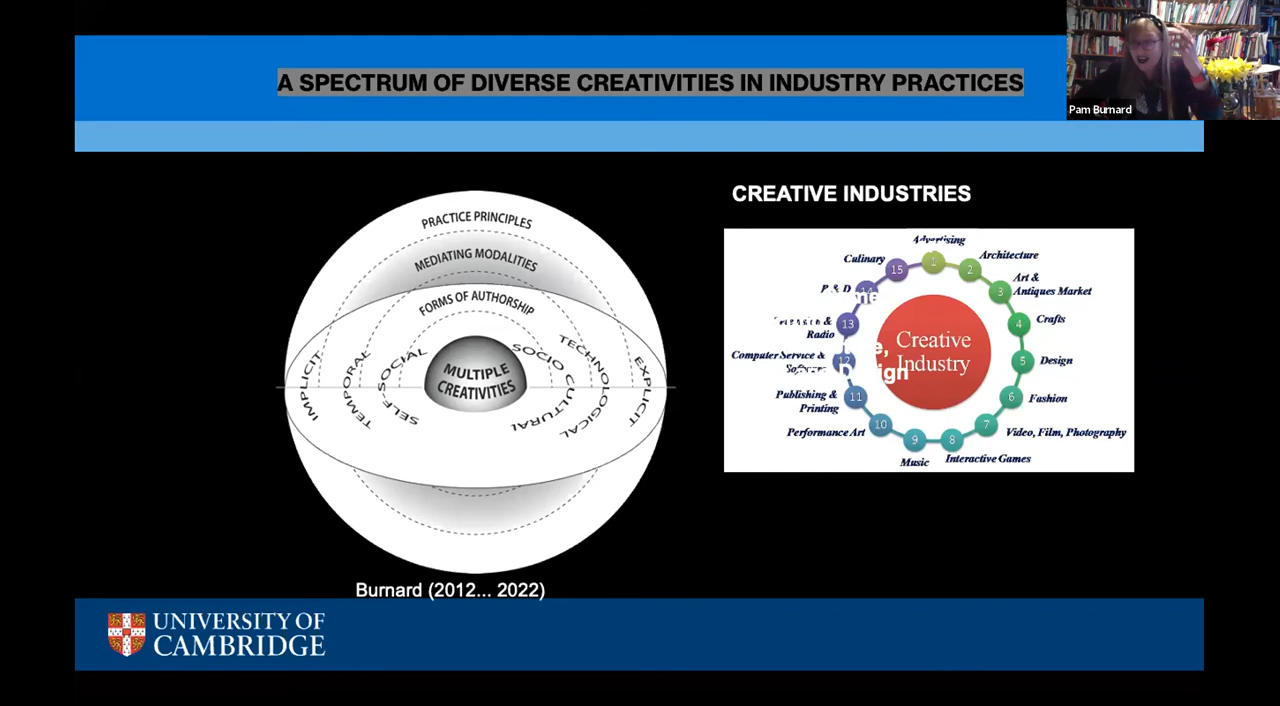 A SPECTRUM OF DIVERSE CREATIVITIES IN INDUSTRY PRACTICES
Pam Burnard
CREATIVE INDUSTRIES
PRACTICE PRINCIPLES
MEDIATING MODALITIES
FORMS OF AUTHORSHIP
MULTIPLE
CREATIVITIES
IMPLICIT
TEMPORAL
SELF SOCIAL
SOCIO CULTURAL
TECHNOLOGICAL
EXPLICIT
Burnard (2012... 2022)
Creative
Industry
1
Advertising
2
Architecture
3
Art &
Antiques Market
4
Crafts
5
Design
6
Fashion
7
Video, Film, Photography
8
Interactive Games
9
Music
10
Performance Art
11
Publishing &
Printing
12
Computer Service &
13
&
Radio
R & D
15
Culinary
UNIVERSITY OF
CAMBRIDGE